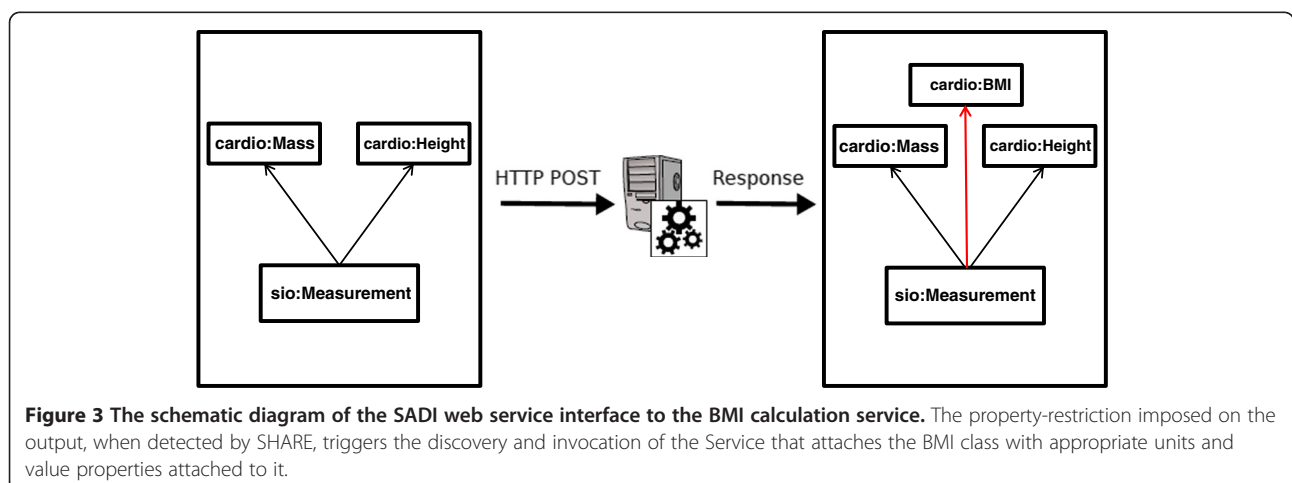 cardio:Mass
cardio:Height
sio:Measurement
HTTP POST
Response
cardio:BMI
cardio:Mass
cardio:Height
sio:Measurement
Figure 3 The schematic diagram of the SADI web service interface to the BMI calculation service. The property-restriction imposed on the
output, when detected by SHARE, triggers the discovery and invocation of the Service that attaches the BMI class with appropriate units and
value properties attached to it.